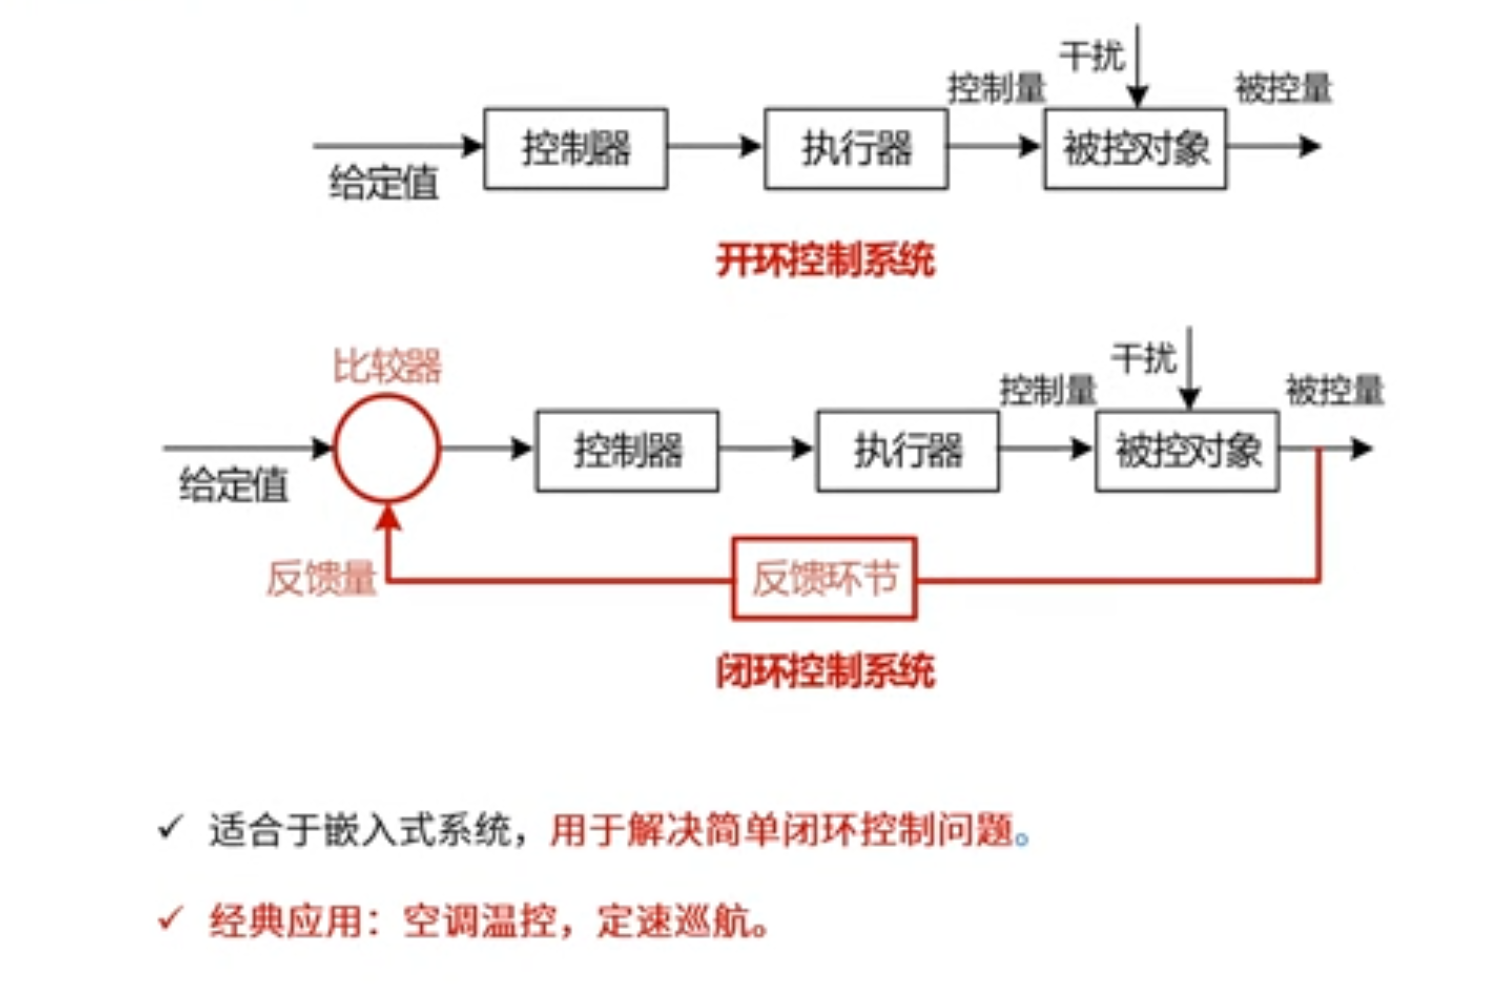 干扰
控制量
被控量
控制器
执行器
被控对象
给定值
开环控制系统
比较器
干扰
控制量
被控量
控制器
执行器
被控对象
给定值
反馈量
反馈环节
闭环控制系统
✓ 适合于嵌入式系统，用于解决简单闭环控制问题。
✓ 经典应用：空调温控，定速巡航。